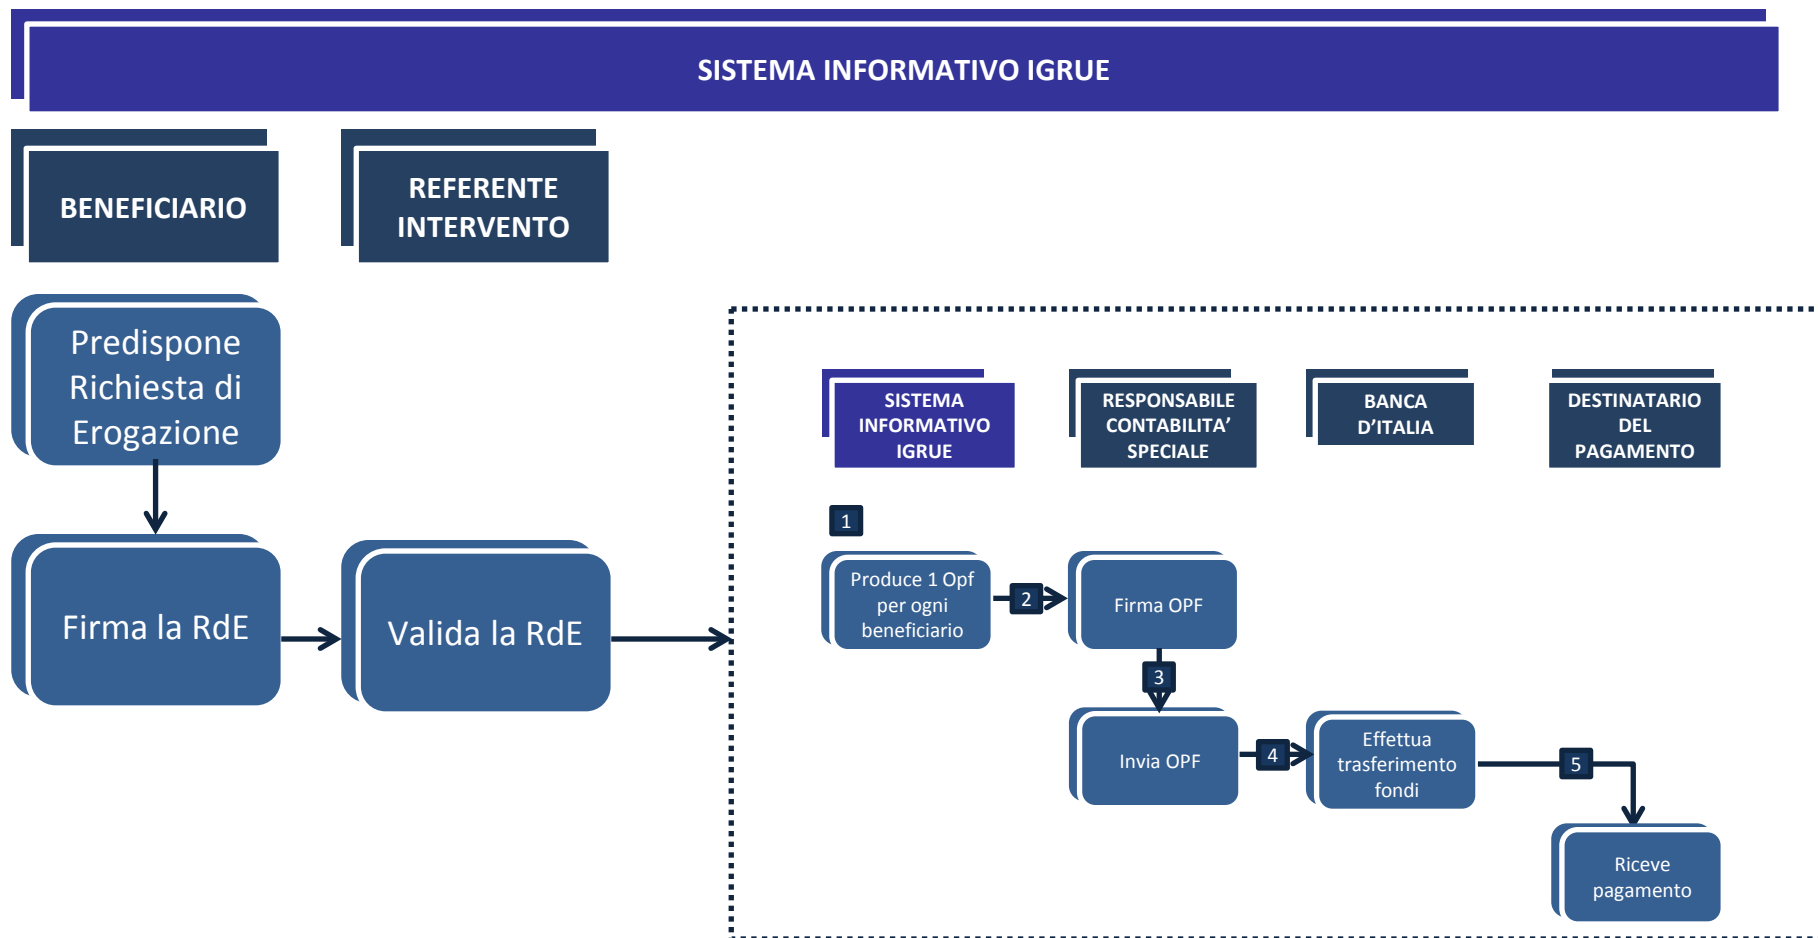 SISTEMA INFORMATIVO IGRUE
BENEFICIARIO
REFERENTE
INTERVENTO
Predispone
Richiesta di
Erogazione
Firma la RdE
Valida la RdE
SISTEMA
INFORMATIVO
IGRUE
RESPONSABILE
CONTABILITA’
SPECIALE
BANCA
D’ITALIA
DESTINATARIO
DEL
PAGAMENTO
1
Produce 1 Opf
per ogni
beneficiario
2
Firma OPF
3
Invia OPF
4
Effettua
trasferimento
fondi
5
Riceve
pagamento